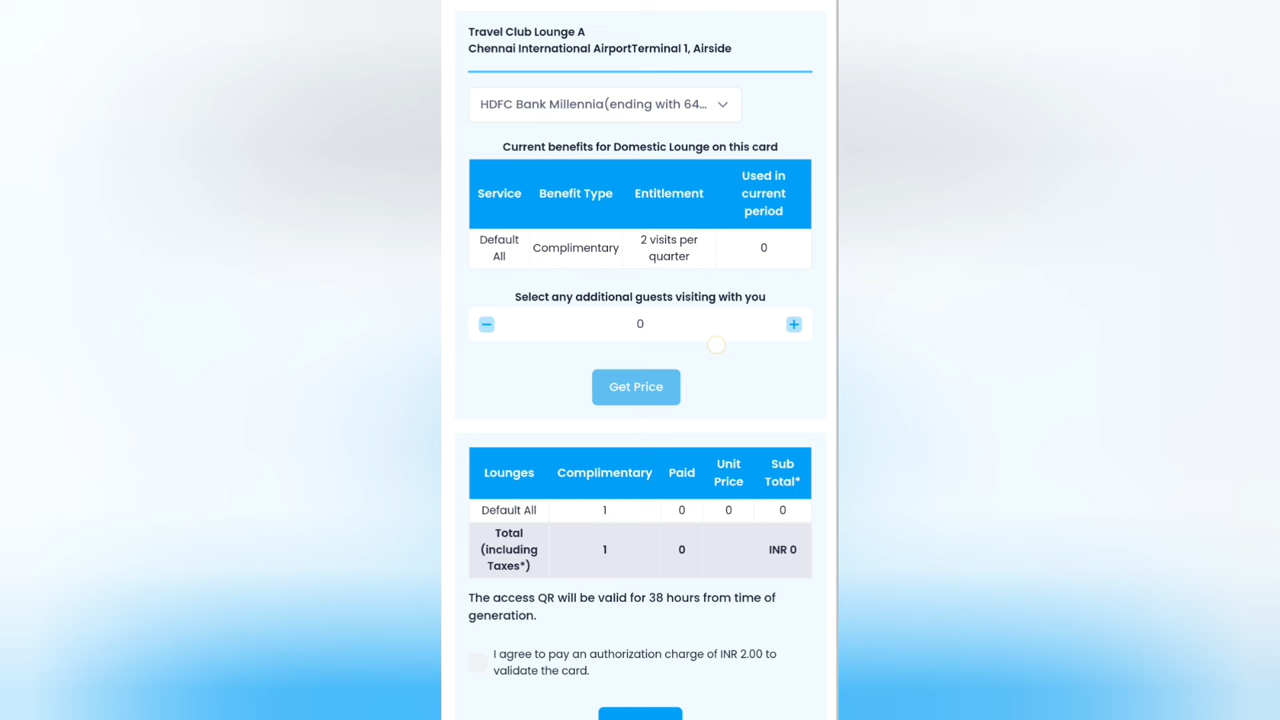 Travel Club Lounge A
Chennai International AirportTerminal 1, Airside
HDFC Bank Millennia(ending with 64...
Current benefits for Domestic Lounge on this card
Service Benefit Type Entitlement Used in current period
Default All Complimentary 2 visits per quarter 0
Select any additional guests visiting with you
− 0 +
Get Price
Lounges Complimentary Paid Unit Price Sub Total*
Default All 1 0 0 0
Total (including Taxes*) 1 0 INR 0
The access QR will be valid for 38 hours from time of
generation.
I agree to pay an authorization charge of INR 2.00 to
validate the card.